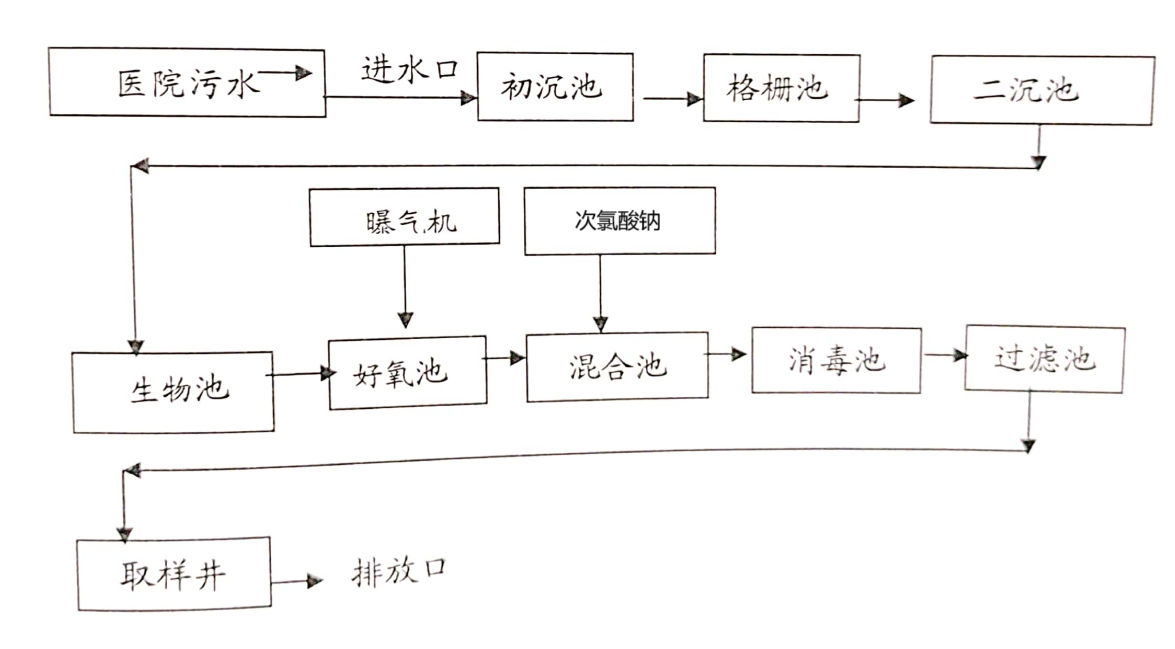 医院污水
进水口
初沉池
格栅池
二沉池
曝气机
次氯酸钠
生物池
好氧池
混合池
消毒池
过滤池
取样井
排放口